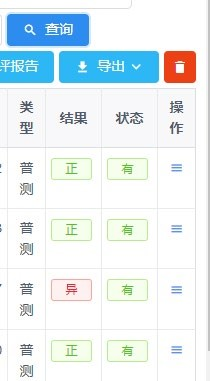 查询
评报告 导出
类型 结果 状态 操作
普测 正 有
普测 正 有
普测 异 有
普测 正 有